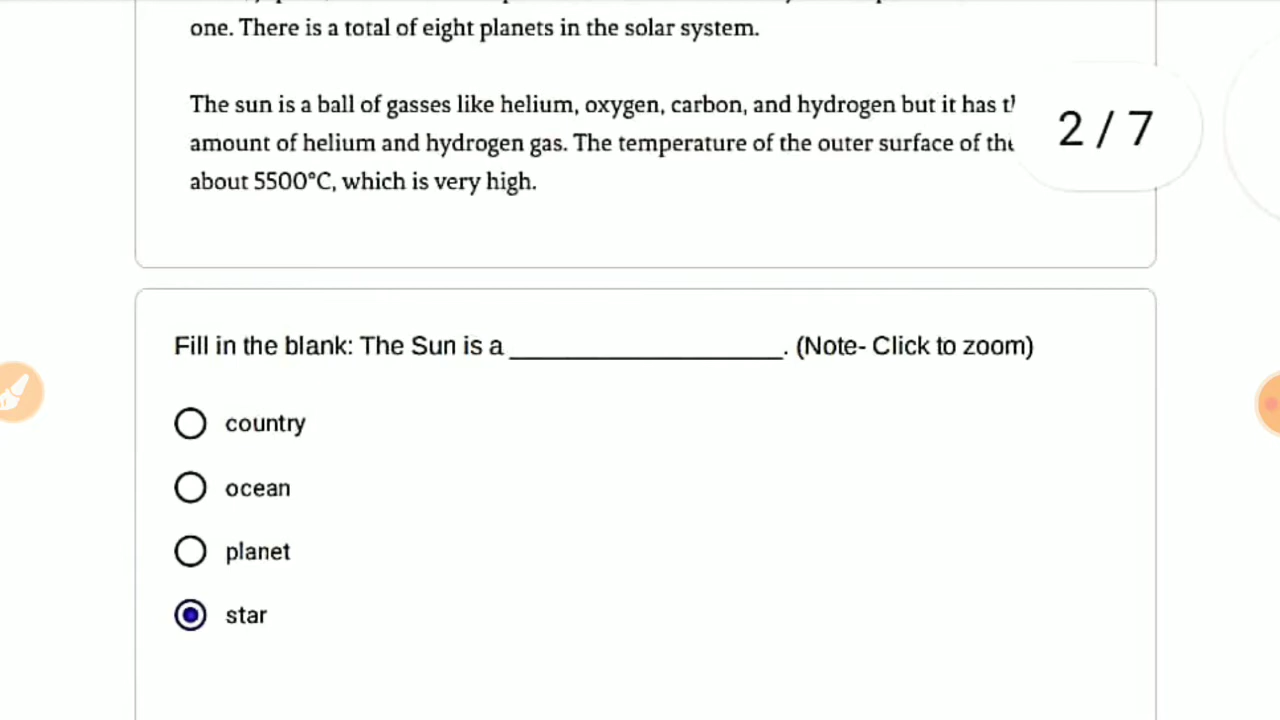 one. There is a total of eight planets in the solar system.
The sun is a ball of gasses like helium, oxygen, carbon, and hydrogen but it has
amount of helium and hydrogen gas. The temperature of the outer surface of the
about 5500°C, which is very high.
2 / 7
Fill in the blank: The Sun is a ____________________. (Note- Click to zoom)
country
ocean
planet
star